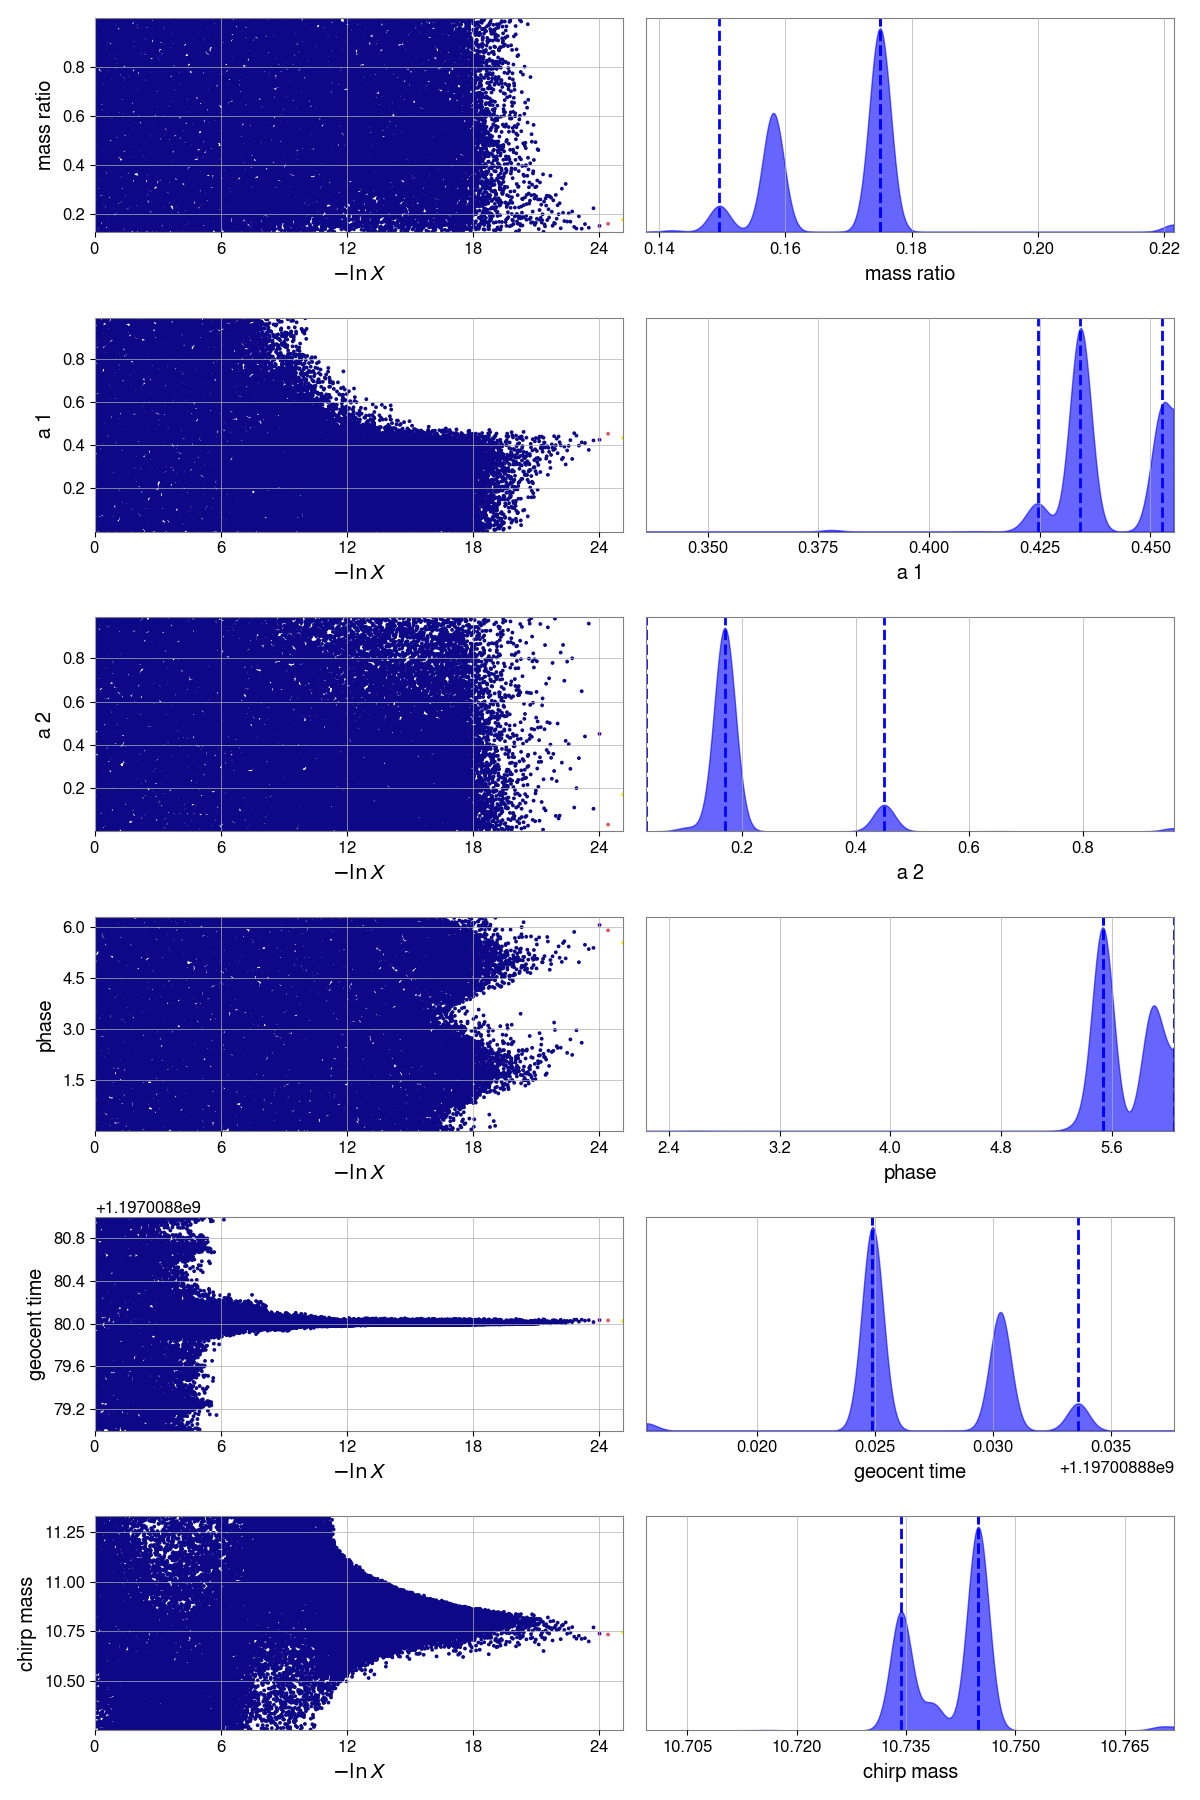 mass ratio
0.8
0.6
0.4
0.2
0 6 12 18 24
−ln X
0.14 0.16 0.18 0.20 0.22
mass ratio
a 1
0.8
0.6
0.4
0.2
0 6 12 18 24
−ln X
0.350 0.375 0.400 0.425 0.450
a 1
a 2
0.8
0.6
0.4
0.2
0 6 12 18 24
−ln X
0.2 0.4 0.6 0.8
a 2
phase
6.0
4.5
3.0
1.5
0 6 12 18 24
−ln X
2.4 3.2 4.0 4.8 5.6
phase
+1.1970088e9
geocent time
80.8
80.4
80.0
79.6
79.2
0 6 12 18 24
−ln X
0.020 0.025 0.030 0.035
geocent time
+1.19700888e9
chirp mass
11.25
11.00
10.75
10.50
0 6 12 18 24
−ln X
10.705 10.720 10.735 10.750 10.765
chirp mass